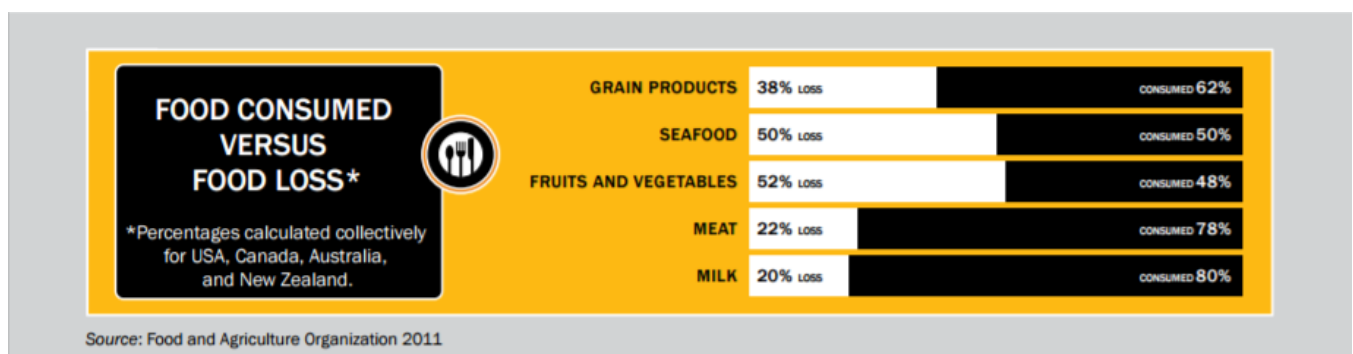 FOOD CONSUMED
VERSUS
FOOD LOSS*
*Percentages calculated collectively
for USA, Canada, Australia,
and New Zealand.
GRAIN PRODUCTS 38% LOSS CONSUMED 62%
SEAFOOD 50% LOSS CONSUMED 50%
FRUITS AND VEGETABLES 52% LOSS CONSUMED 48%
MEAT 22% LOSS CONSUMED 78%
MILK 20% LOSS CONSUMED 80%
Source: Food and Agriculture Organization 2011